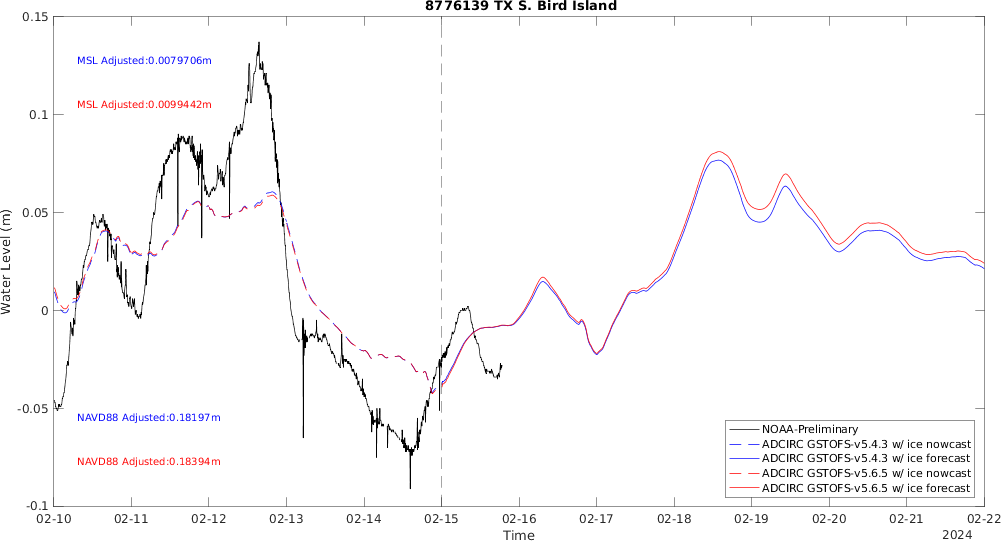 8776139 TX S. Bird Island
0.15
MSL Adjusted:0.0079706m
MSL Adjusted:0.0099442m
0.1
0.05
Water Level (m)
0
-0.05
NAVD88 Adjusted:0.18197m
NAVD88 Adjusted:0.18394m
-0.1
NOAA-Preliminary
ADCIRC GSTOFS-v5.4.3 w/ ice nowcast
ADCIRC GSTOFS-v5.4.3 w/ ice forecast
ADCIRC GSTOFS-v5.6.5 w/ ice nowcast
ADCIRC GSTOFS-v5.6.5 w/ ice forecast
02-10 02-11 02-12 02-13 02-14 02-15 02-16 02-17 02-18 02-19 02-20 02-21 02-22
Time
2024